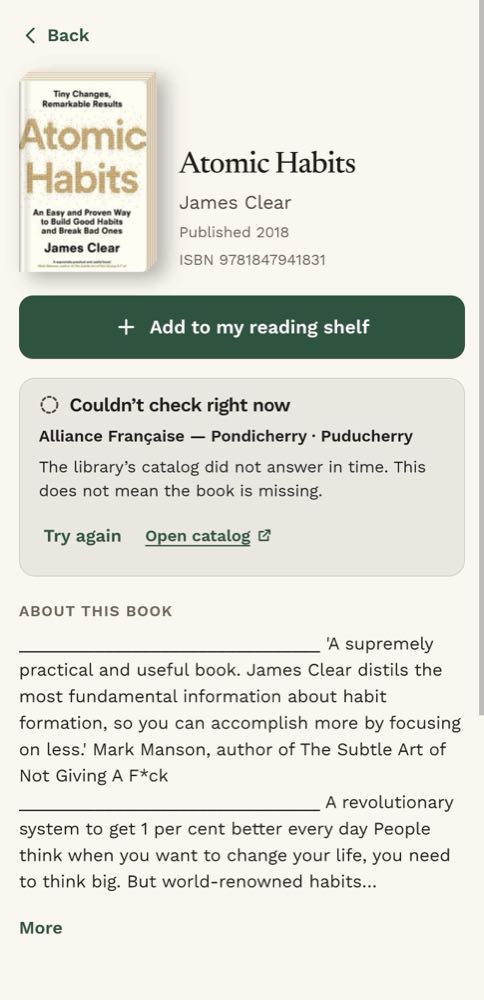 Back
Tiny Changes,
Remarkable Results
Atomic
Habits
An Easy and Proven Way
to Build Good Habits
and Break Bad Ones
James Clear
Atomic Habits
James Clear
Published 2018
ISBN 9781847941831
+ Add to my reading shelf
Couldn’t check right now
Alliance Française — Pondicherry · Puducherry
The library’s catalog did not answer in time. This
does not mean the book is missing.
Try again Open catalog
ABOUT THIS BOOK
________________________________ 'A supremely
practical and useful book. James Clear distils the
most fundamental information about habit
formation, so you can accomplish more by focusing
on less.' Mark Manson, author of The Subtle Art of
Not Giving A F*ck
________________________________ A revolutionary
system to get 1 per cent better every day People
think when you want to change your life, you need
to think big. But world-renowned habits…
More